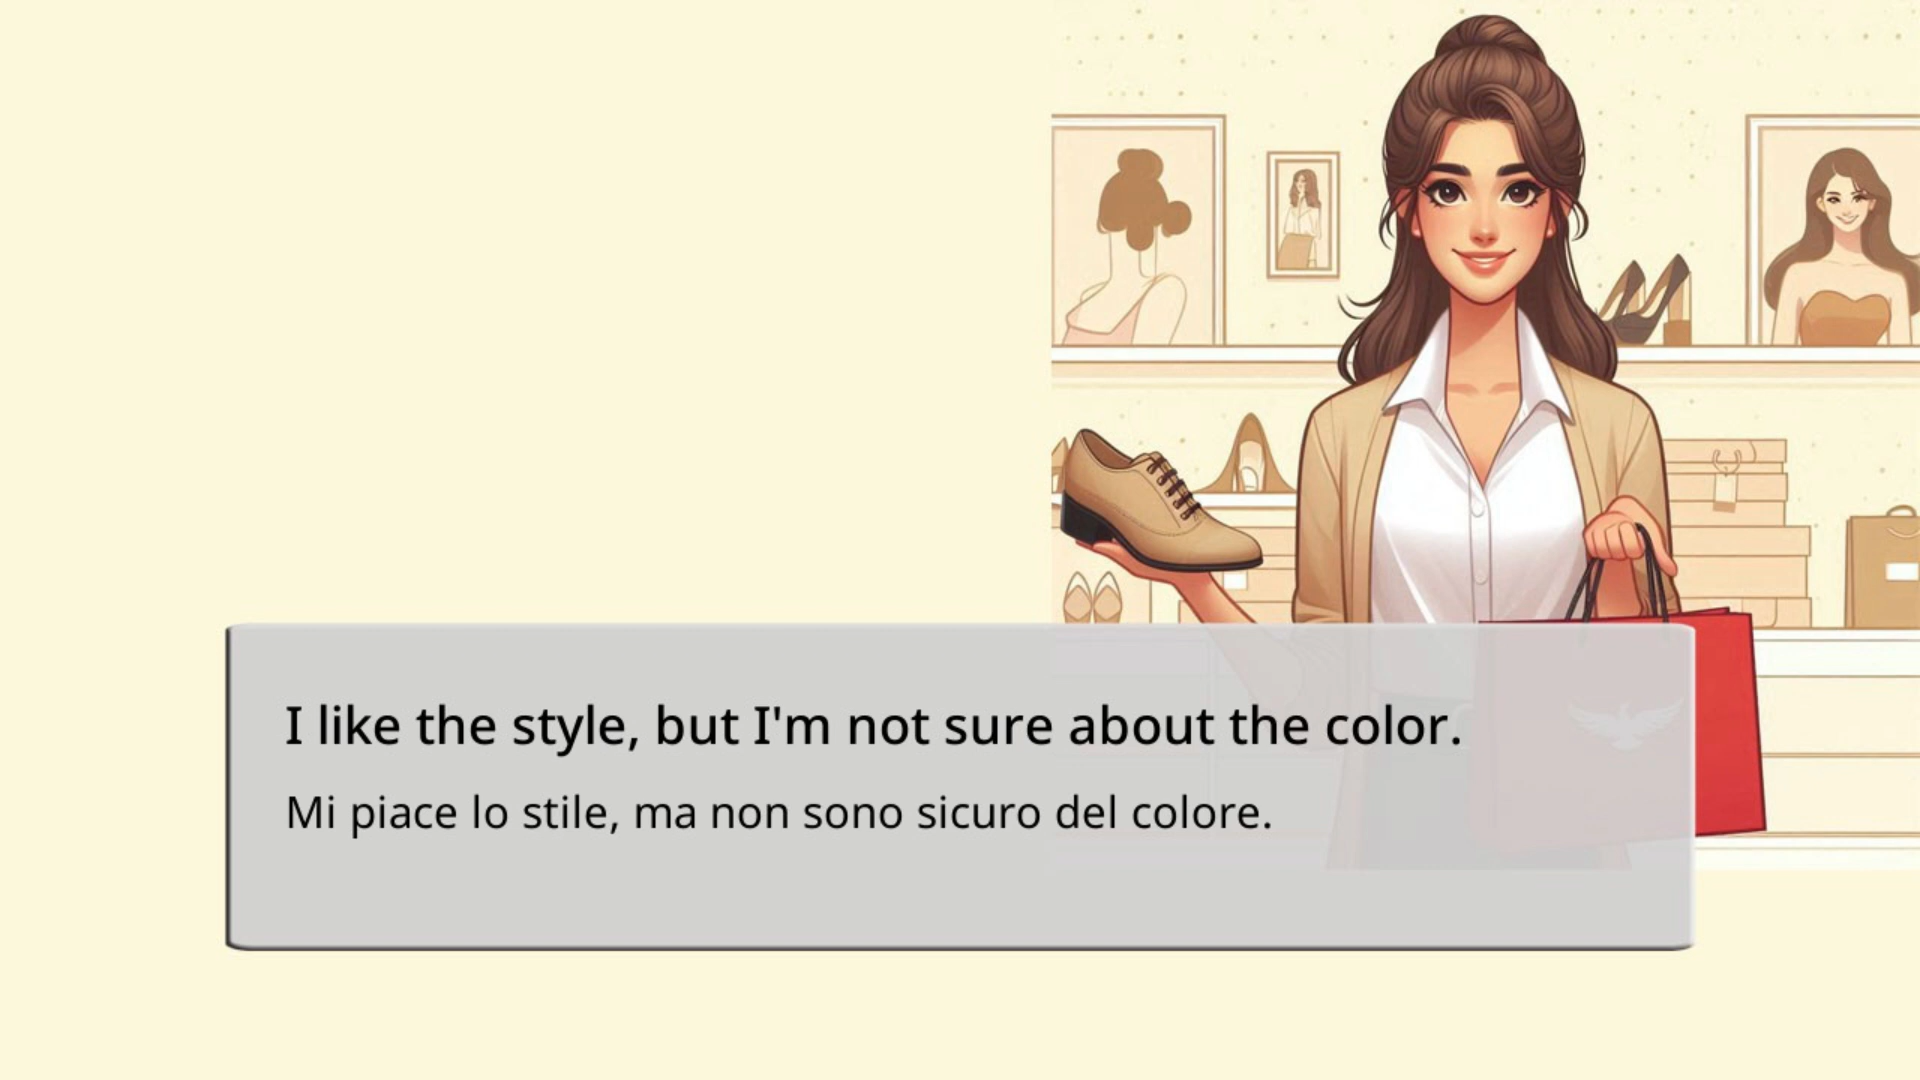 I like the style, but I'm not sure about the color.
Mi piace lo stile, ma non sono sicuro del colore.